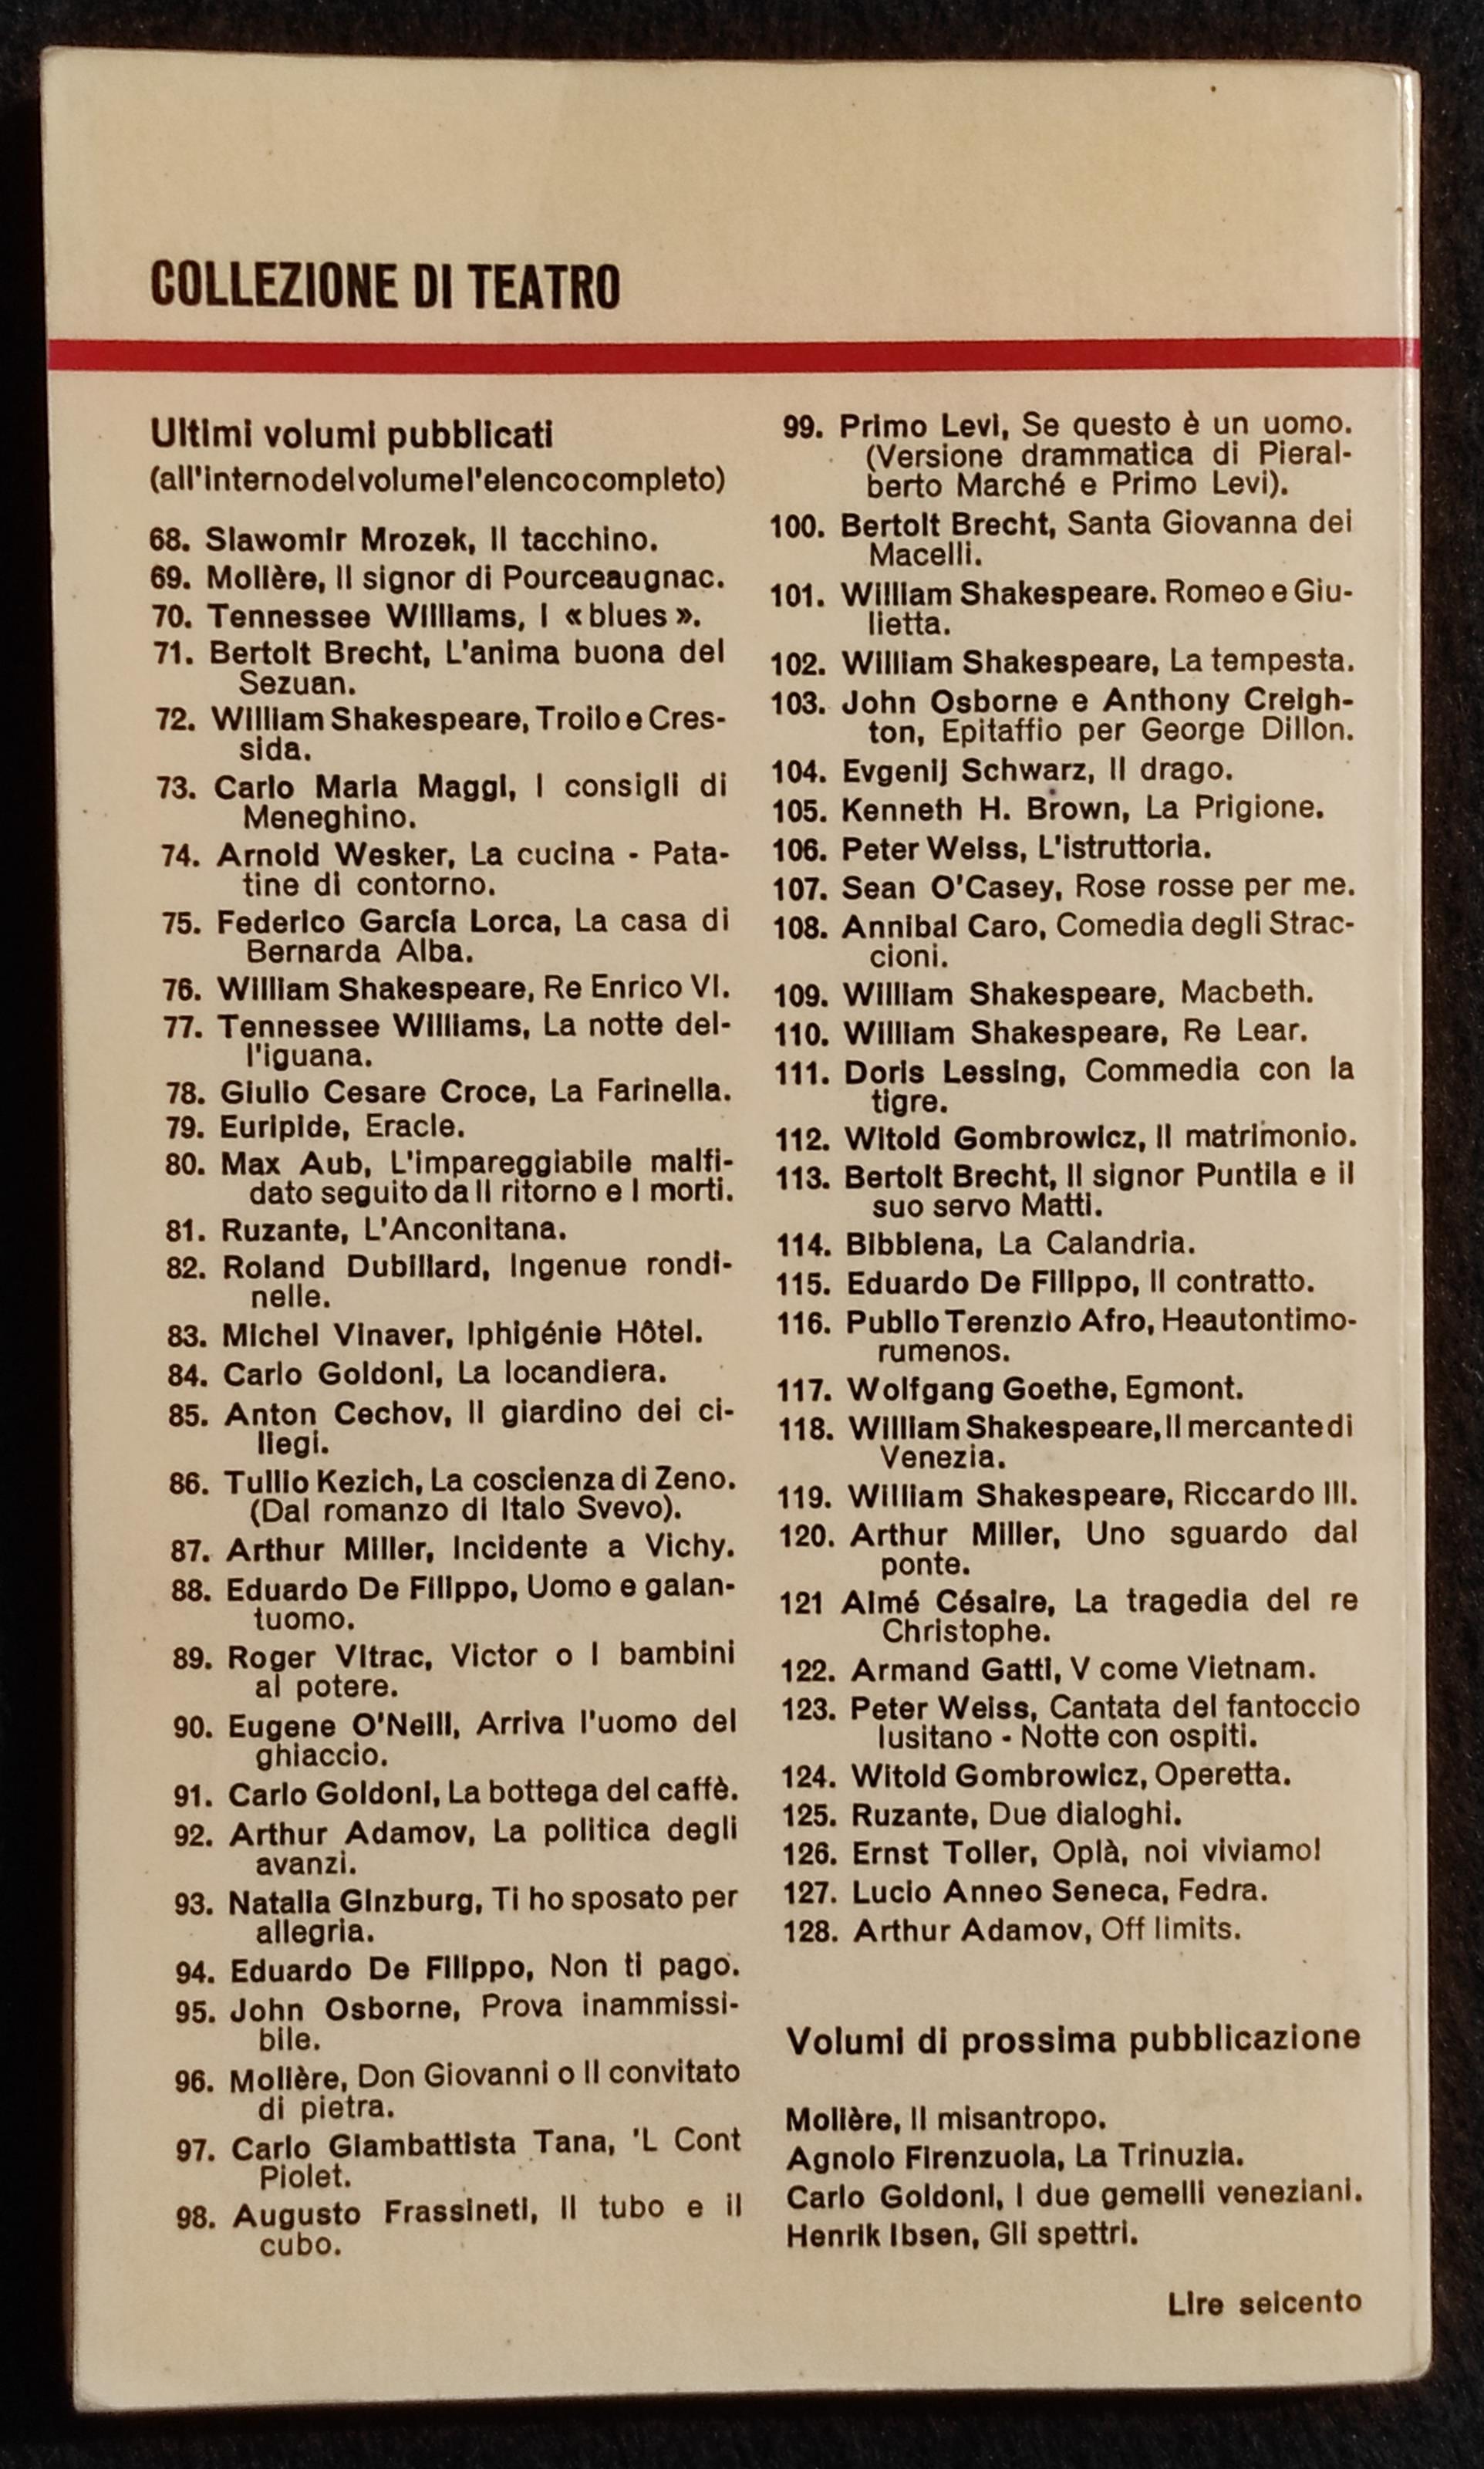 COLLEZIONE DI TEATRO
Ultimi volumi pubblicati
(all'interno del volume l'elenco completo)
68. Slawomir Mrozek, Il tacchino.
69. Molière, Il signor di Pourceaugnac.
70. Tennessee Williams, I «blues».
71. Bertolt Brecht, L'anima buona del
Sezuan.
72. William Shakespeare, Troilo e Cres-
sida.
73. Carlo Maria Maggi, I consigli di
Meneghino.
74. Arnold Wesker, La cucina - Pata-
tine di contorno.
75. Federico García Lorca, La casa di
Bernarda Alba.
76. William Shakespeare, Re Enrico VI.
77. Tennessee Williams, La notte del-
l'iguana.
78. Giulio Cesare Croce, La Farinella.
79. Euripide, Eracle.
80. Max Aub, L'impareggiabile malfi-
dato seguito da Il ritorno e I morti.
81. Ruzante, L'Anconitana.
82. Roland Dubillard, Ingenue rondi-
nelle.
83. Michel Vinaver, Iphigénie Hôtel.
84. Carlo Goldoni, La locandiera.
85. Anton Cechov, Il giardino dei ci-
liegi.
86. Tullio Kezich, La coscienza di Zeno.
(Dal romanzo di Italo Svevo).
87. Arthur Miller, Incidente a Vichy.
88. Eduardo De Filippo, Uomo e galan-
tuomo.
89. Roger Vitrac, Victor o I bambini
al potere.
90. Eugene O'Neill, Arriva l'uomo del
ghiaccio.
91. Carlo Goldoni, La bottega del caffè.
92. Arthur Adamov, La politica degli
avanzi.
93. Natalia Ginzburg, Ti ho sposato per
allegria.
94. Eduardo De Filippo, Non ti pago.
95. John Osborne, Prova inammissi-
bile.
96. Molière, Don Giovanni o Il convitato
di pietra.
97. Carlo Giambattista Tana, 'L Cont
Piolet.
98. Augusto Frassineti, Il tubo e il
cubo.
99. Primo Levi, Se questo è un uomo.
(Versione drammatica di Pieral-
berto Marché e Primo Levi).
100. Bertolt Brecht, Santa Giovanna dei
Macelli.
101. William Shakespeare. Romeo e Giu-
lietta.
102. William Shakespeare, La tempesta.
103. John Osborne e Anthony Creigh-
ton, Epitaffio per George Dillon.
104. Evgenij Schwarz, Il drago.
105. Kenneth H. Brown, La Prigione.
106. Peter Weiss, L'istruttoria.
107. Sean O'Casey, Rose rosse per me.
108. Annibal Caro, Comedia degli Strac-
cioni.
109. William Shakespeare, Macbeth.
110. William Shakespeare, Re Lear.
111. Doris Lessing, Commedia con la
tigre.
112. Witold Gombrowicz, Il matrimonio.
113. Bertolt Brecht, Il signor Puntila e il
suo servo Matti.
114. Bibbiena, La Calandria.
115. Eduardo De Filippo, Il contratto.
116. Publio Terenzio Afro, Heautontimo-
rumenos.
117. Wolfgang Goethe, Egmont.
118. William Shakespeare, Il mercante di
Venezia.
119. William Shakespeare, Riccardo III.
120. Arthur Miller, Uno sguardo dal
ponte.
121 Aimé Césaire, La tragedia del re
Christophe.
122. Armand Gatti, V come Vietnam.
123. Peter Weiss, Cantata del fantoccio
lusitano - Notte con ospiti.
124. Witold Gombrowicz, Operetta.
125. Ruzante, Due dialoghi.
126. Ernst Toller, Oplà, noi viviamo!
127. Lucio Anneo Seneca, Fedra.
128. Arthur Adamov, Off limits.
Volumi di prossima pubblicazione
Molière, Il misantropo.
Agnolo Firenzuola, La Trinuzia.
Carlo Goldoni, I due gemelli veneziani.
Henrik Ibsen, Gli spettri.
Lire seicento